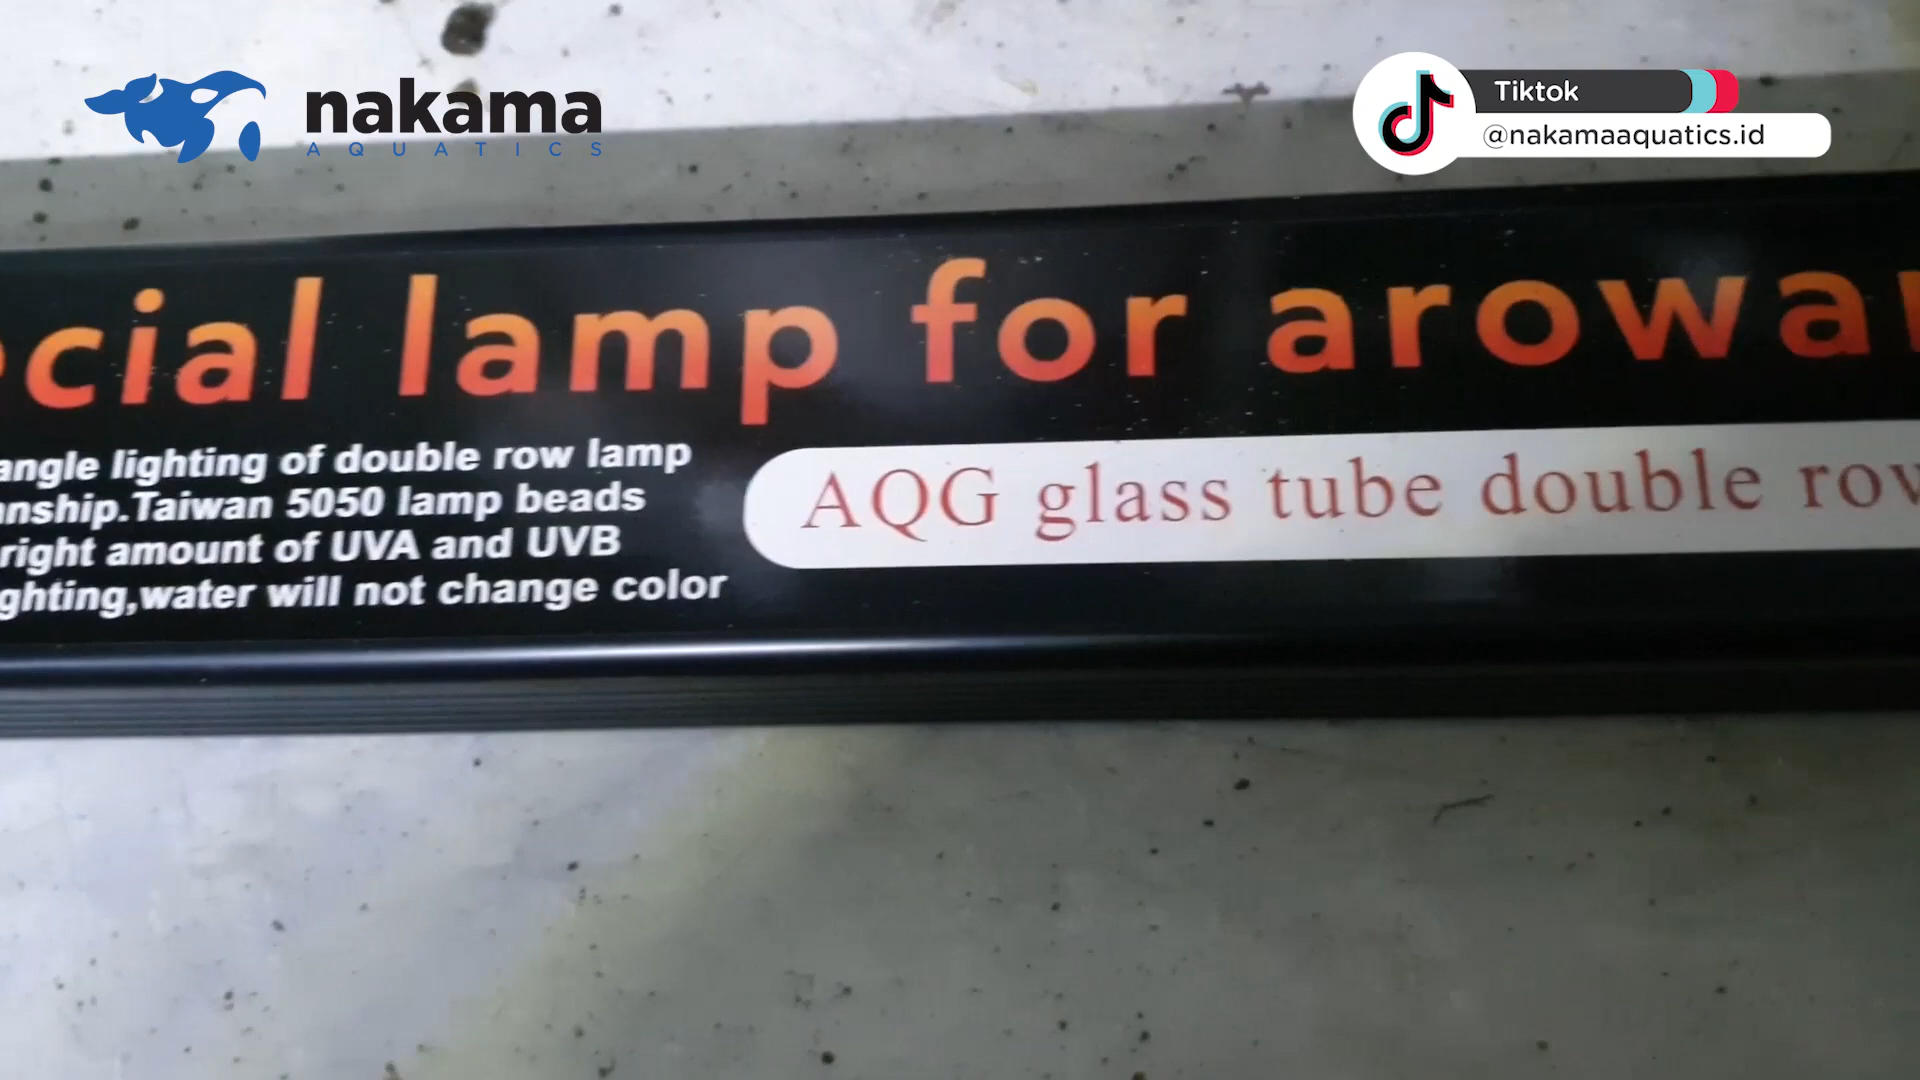 nakama
AQUATICS
Tiktok
@nakamaaquatics.id
cial lamp for arowa
angle lighting of double row lamp
nship.Taiwan 5050 lamp beads
right amount of UVA and UVB
ghting,water will not change color
AQG glass tube double row